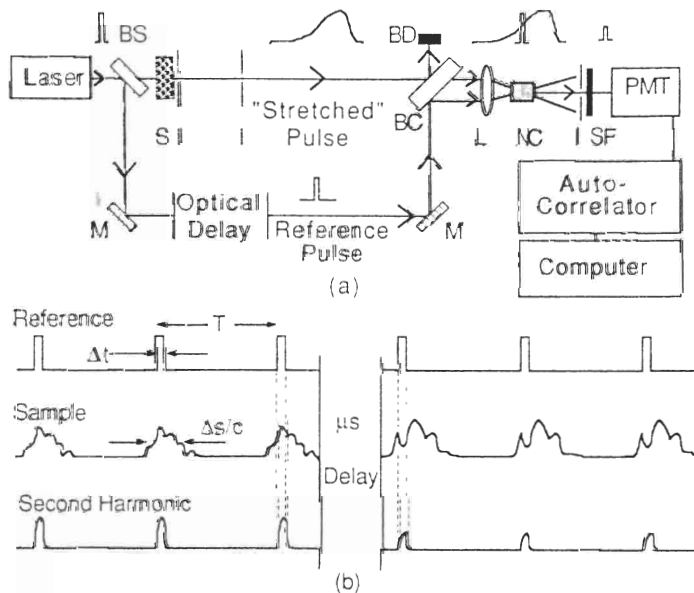 BS
BD
Laser
PMT
S
I
"Stretched"
Pulse
BC
L
NC
I
SF
M
Optical
Delay
Reference
Pulse
M
Auto-
Correlator
Computer
(a)
Reference
T
Δt
Sample
Δs/c
μs
Delay
Second Harmonic
(b)